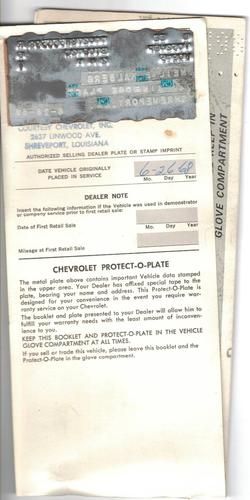 COURTESY CHEVROLET, INC.
2637 LINWOOD AVE.
SHREVEPORT, LOUISIANA
AUTHORIZED SELLING DEALER PLATE OR STAMP IMPRINT
DATE VEHICLE ORIGINALLY
PLACED IN SERVICE
6-26-68
Mo. Day Year
DEALER NOTE
Insert the following information if the Vehicle was used in demonstrator
or company service prior to first retail sale:
Date of First Retail Sale
Mo. Day Year
Mileage at First Retail Sale
CHEVROLET PROTECT-O-PLATE
The metal plate above contains important Vehicle data stamped
in the upper area. Your Dealer has affixed special tape to the
plate, bearing your name and address. This Protect-O-Plate is
designed for your convenience in the event you require war-
ranty service on your Chevrolet.
The booklet and plate presented to your Dealer will allow him to
fulfill your warranty needs with the least amount of inconven-
ience to you.
KEEP THIS BOOKLET AND PROTECT-O-PLATE IN THE VEHICLE
GLOVE COMPARTMENT AT ALL TIMES.
If you sell or trade this vehicle, please leave this booklet and the
Protect-O-Plate in the glove compartment.
GLOVE COMPARTMENT